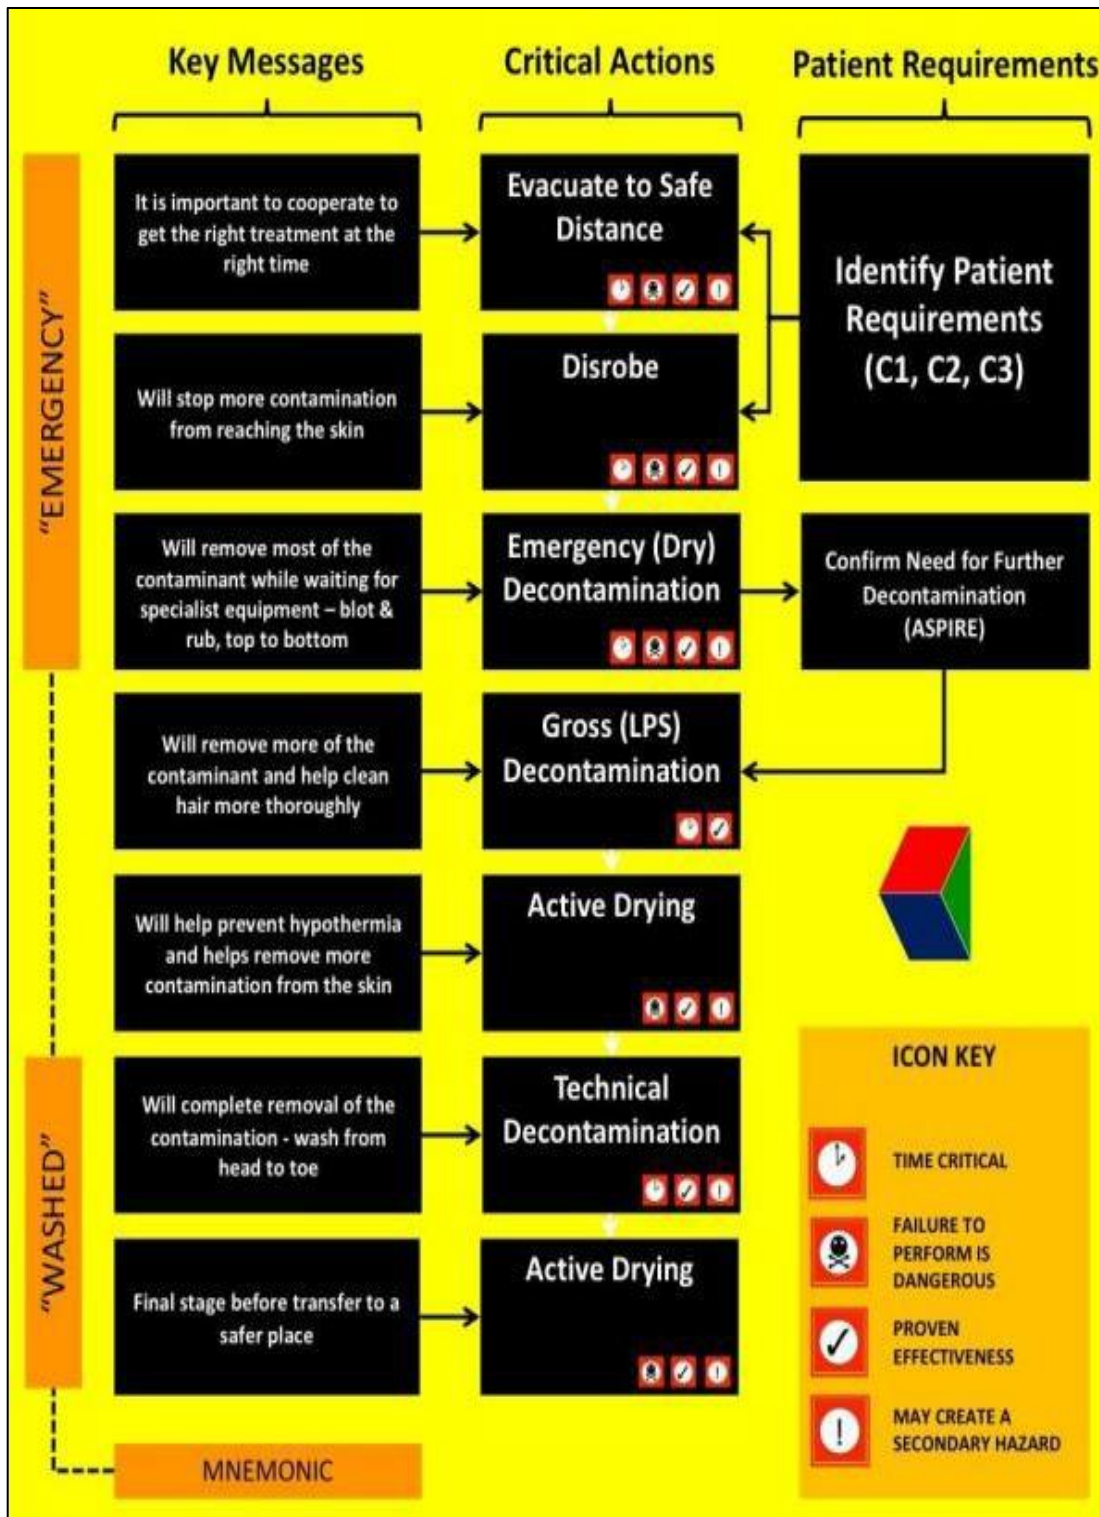 Key Messages
Critical Actions
Patient Requirements
"EMERGENCY"
It is important to cooperate to
get the right treatment at the
right time
Evacuate to Safe
Distance
Identify Patient
Requirements
(C1, C2, C3)
Will stop more contamination
from reaching the skin
Disrobe
Will remove most of the
contaminant while waiting for
specialist equipment – blot &
rub, top to bottom
Emergency (Dry)
Decontamination
Confirm Need for Further
Decontamination
(ASPIRE)
Will remove more of the
contaminant and help clean
hair more thoroughly
Gross (LPS)
Decontamination
Will help prevent hypothermia
and helps remove more
contamination from the skin
Active Drying
"WASHED"
Will complete removal of the
contamination - wash from
head to toe
Technical
Decontamination
Final stage before transfer to a
safer place
Active Drying
MNEMONIC
ICON KEY
TIME CRITICAL
FAILURE TO
PERFORM IS
DANGEROUS
PROVEN
EFFECTIVENESS
MAY CREATE A
SECONDARY HAZARD